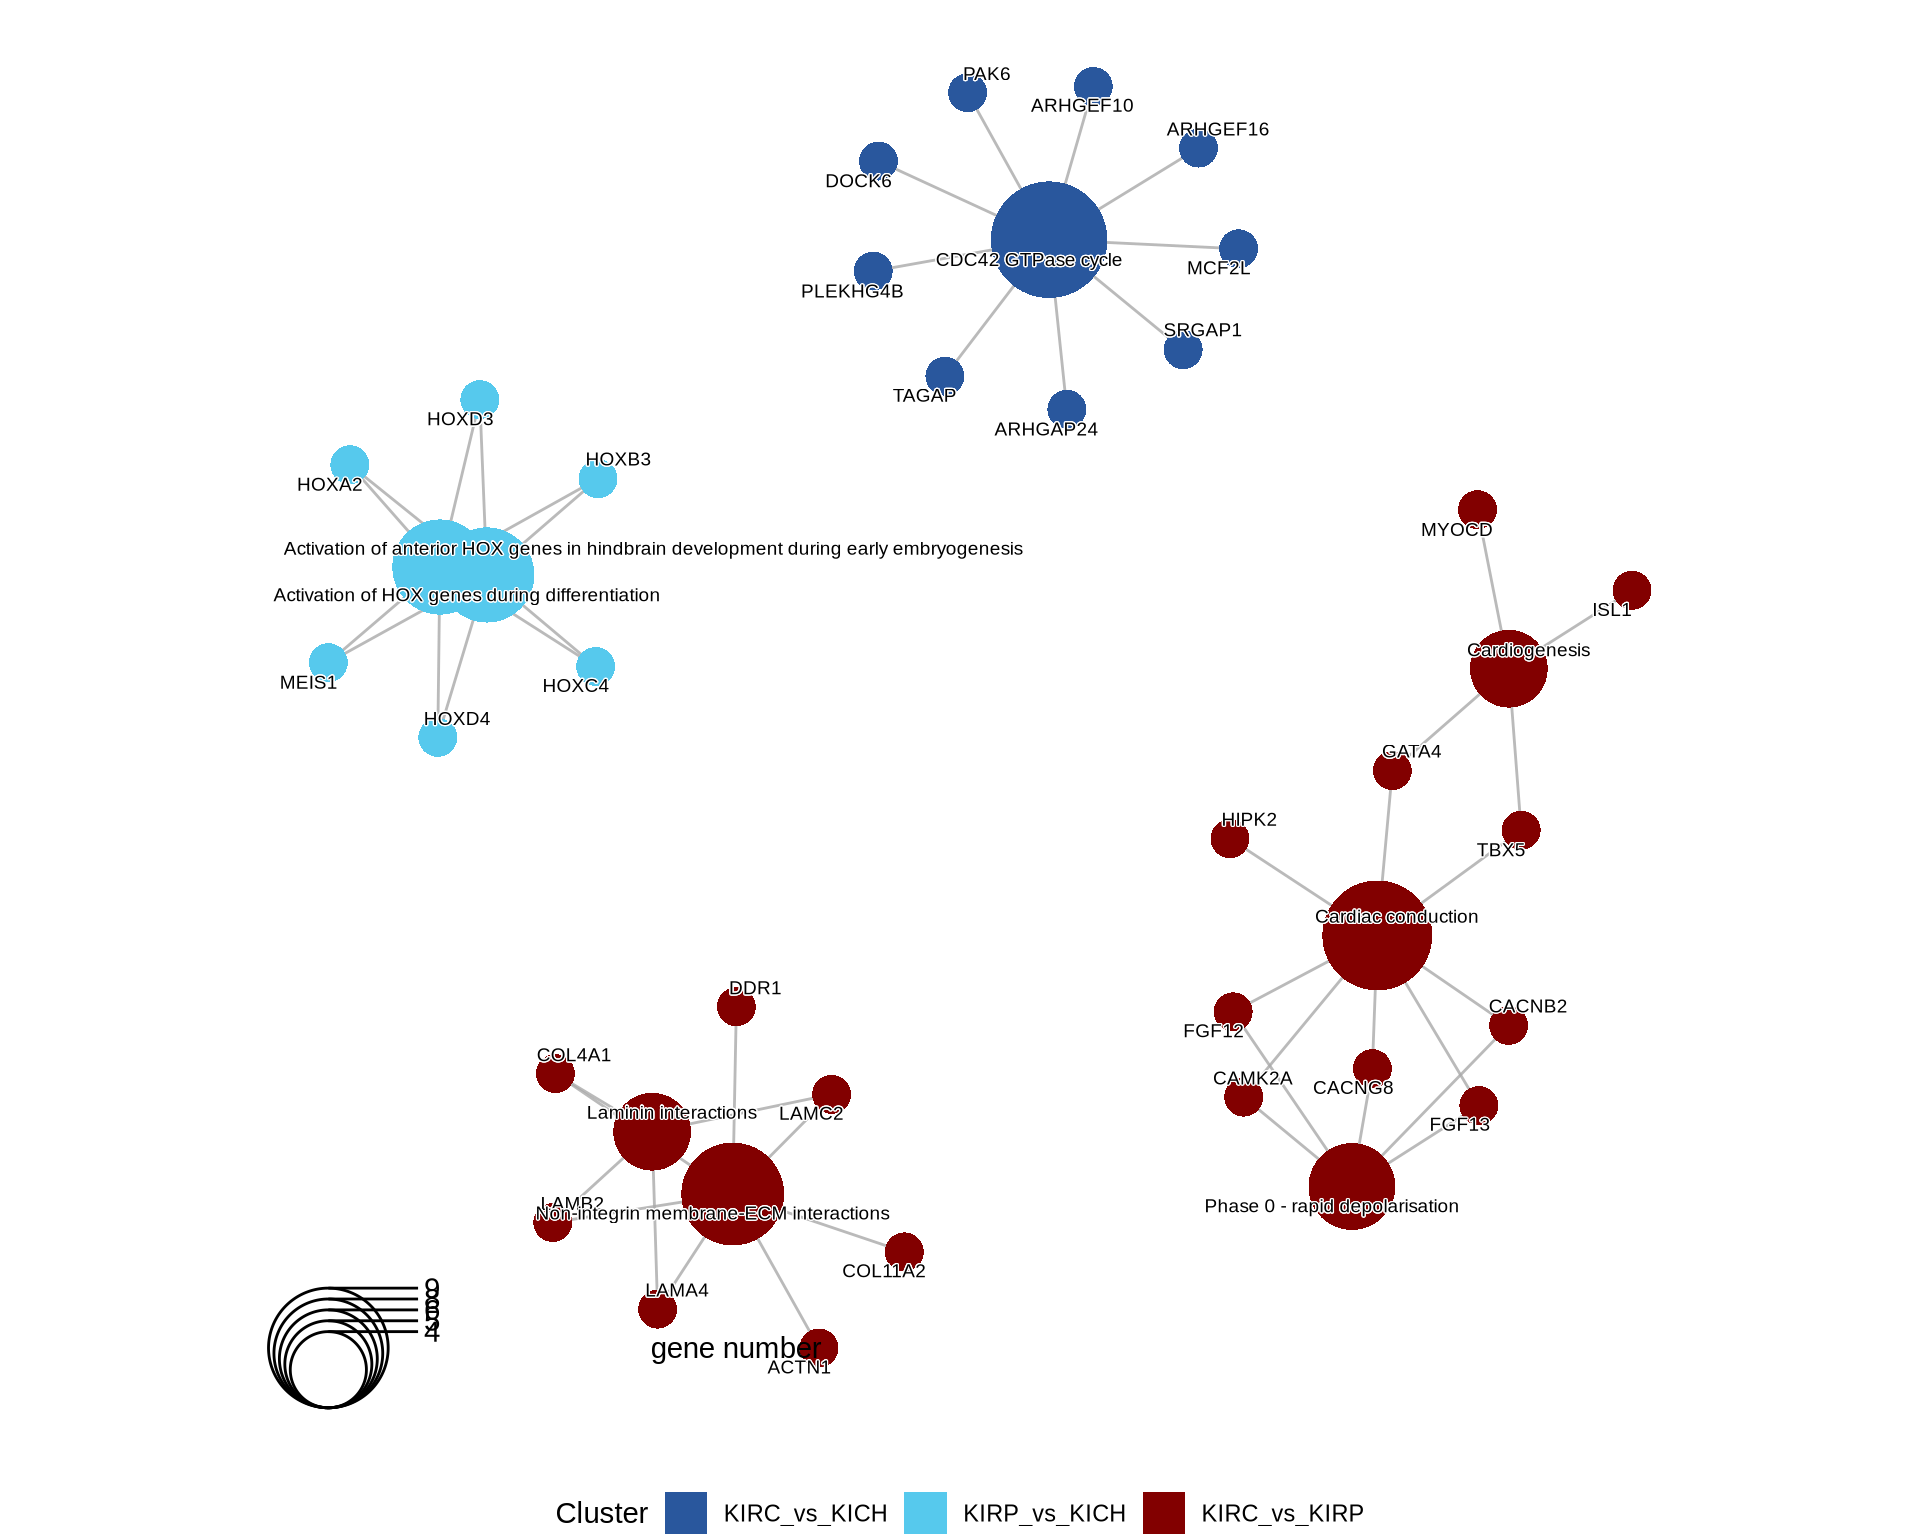 PAK6
ARHGEF10
ARHGEF16
DOCK6
CDC42 GTPase cycle
MCF2L
PLEKHG4B
SRGAP1
TAGAP
ARHGAP24
HOXD3
HOXB3
HOXA2
Activation of anterior HOX genes in hindbrain development during early embryogenesis
Activation of HOX genes during differentiation
MEIS1
HOXC4
HOXD4
MYOCD
ISL1
Cardiogenesis
GATA4
HIPK2
TBX5
Cardiac conduction
FGF12
CACNB2
CAMK2A
CACNG8
FGF13
Phase 0 - rapid depolarisation
DDR1
COL4A1
Laminin interactions
LAMC2
LAMB2
Non-integrin membrane-ECM interactions
COL11A2
LAMA4
ACTN1
9
8
5
4
gene number
Cluster KIRC_vs_KICH KIRP_vs_KICH KIRC_vs_KIRP